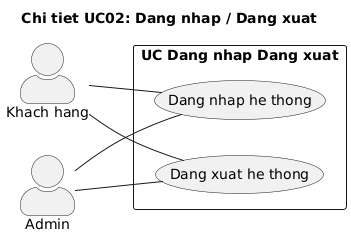 Chi tiet UC02: Dang nhap / Dang xuat
UC Dang nhap Dang xuat
Khach hang
Dang nhap he thong
Dang xuat he thong
Admin